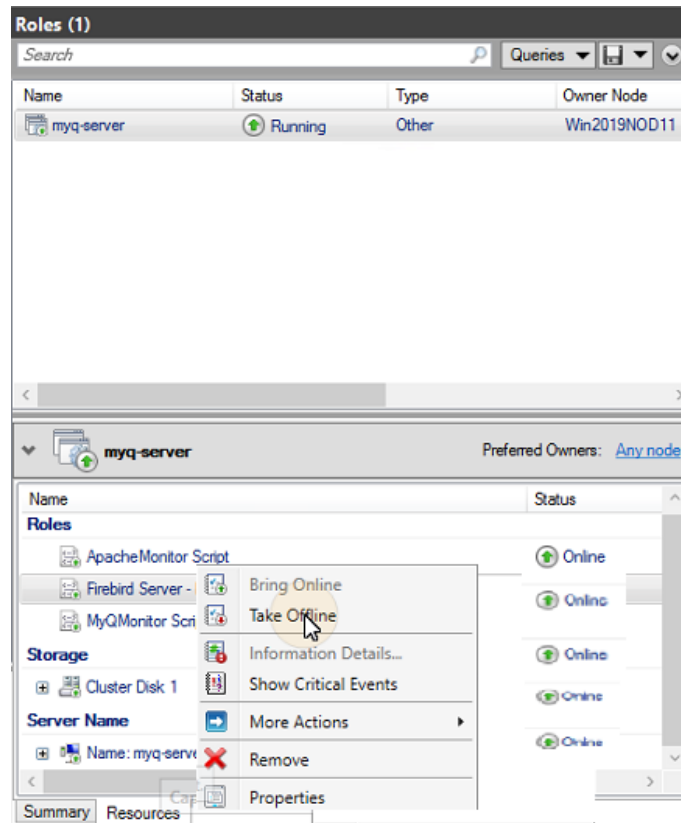 Roles (1)
Search Queries
Name Status Type Owner Node
myq-server Running Other Win2019NOD11
myq-server Preferred Owners: Any node
Name Status
Roles
ApacheMonitor Script Online
Firebird Server - Online
MyQMonitor Scri
Storage Online
Cluster Disk 1 Online
Server Name
Name: myq-serve Online
Bring Online
Take Offline
Information Details...
Show Critical Events
More Actions
Remove
Properties
Summary Resources